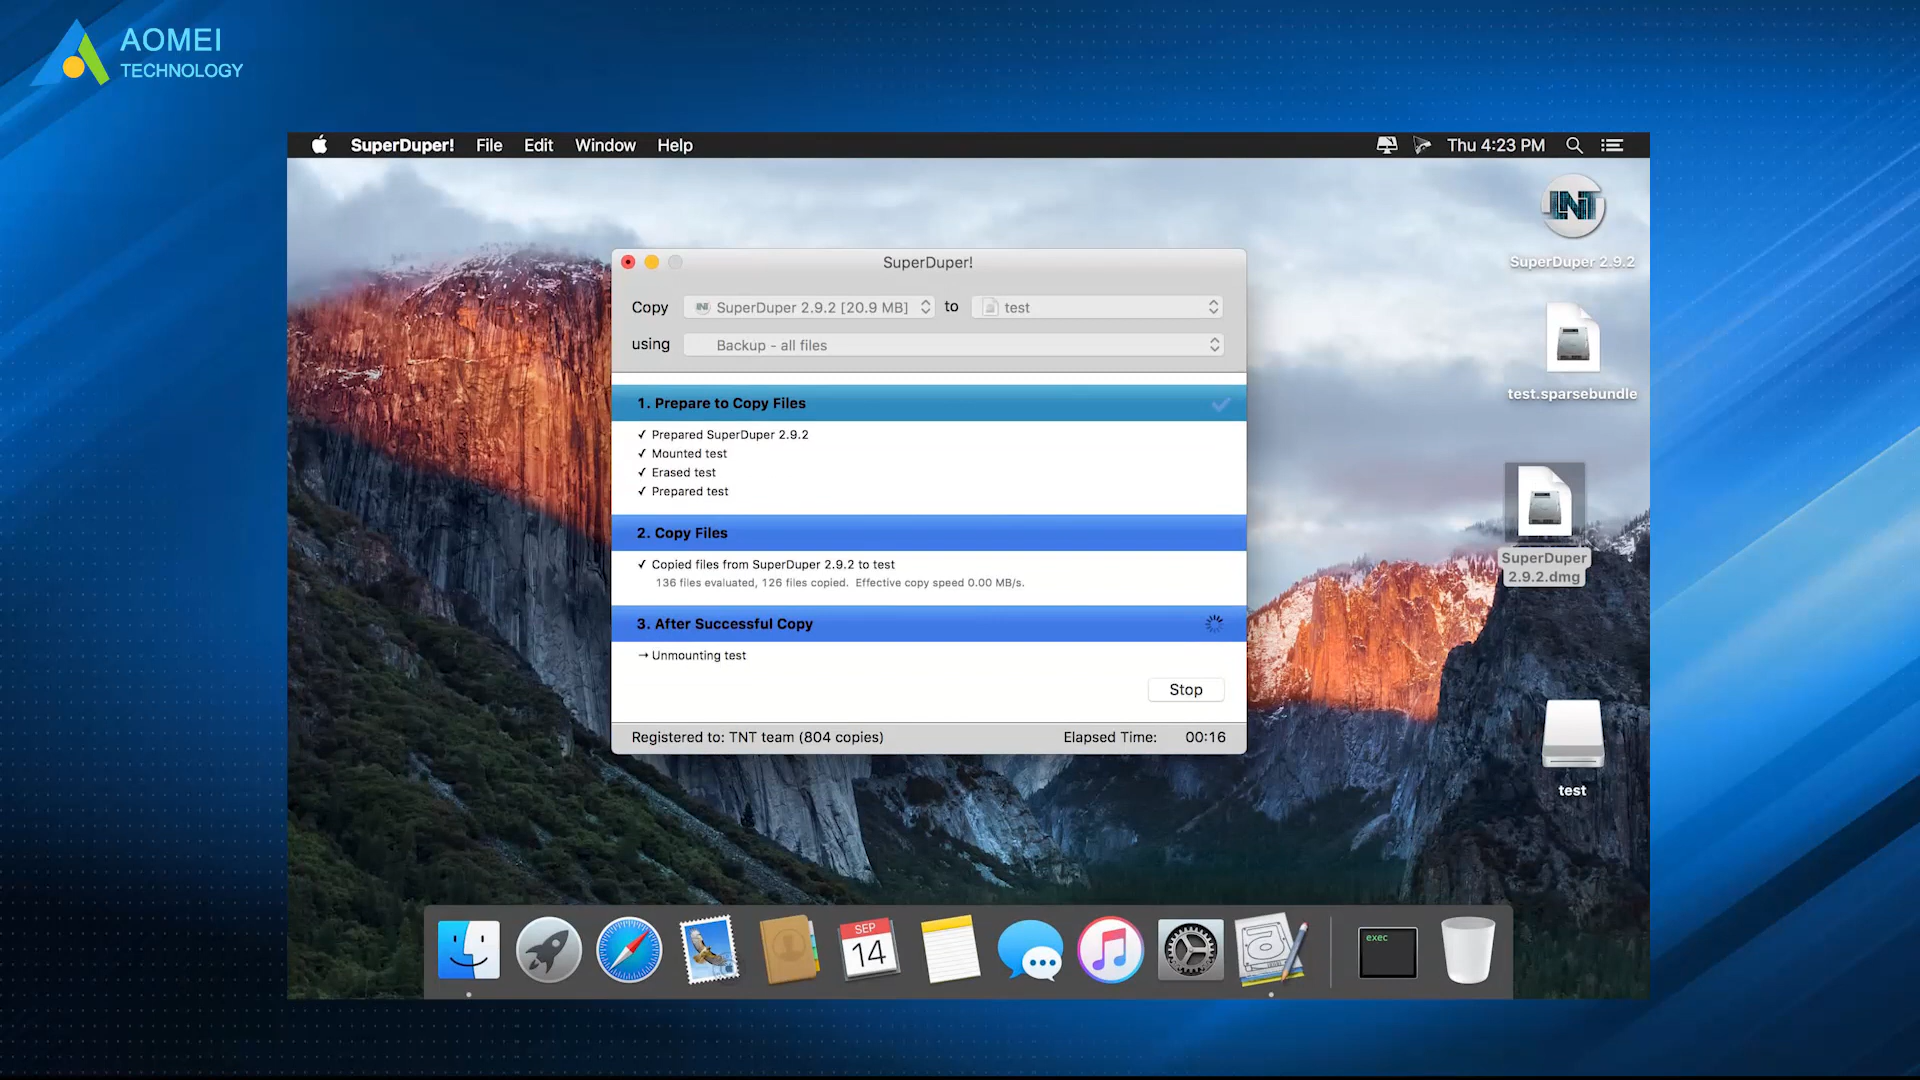 AOMEI
TECHNOLOGY
SuperDuper! File Edit Window Help Thu 4:23 PM
TNT
SuperDuper 2.9.2
test.sparsebundle
SuperDuper
2.9.2.dmg
test
SuperDuper!
Copy SuperDuper 2.9.2 [20.9 MB] to test
using Backup - all files
1. Prepare to Copy Files
✓ Prepared SuperDuper 2.9.2
✓ Mounted test
✓ Erased test
✓ Prepared test
2. Copy Files
✓ Copied files from SuperDuper 2.9.2 to test
136 files evaluated, 126 files copied. Effective copy speed 0.00 MB/s.
3. After Successful Copy
→ Unmounting test
Stop
Registered to: TNT team (804 copies) Elapsed Time: 00:16
SEP
14
exec